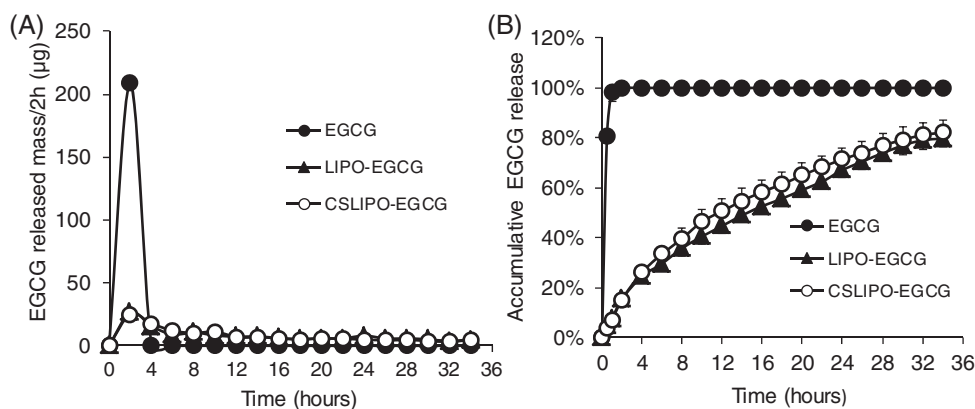 (A)
EGCG released mass/2h (µg)
250
200
150
100
50
0
EGCG
LIPO-EGCG
CSLIPO-EGCG
0 4 8 12 16 20 24 28 32 36
Time (hours)
(B)
Accumulative EGCG release
120%
100%
80%
60%
40%
20%
0%
EGCG
LIPO-EGCG
CSLIPO-EGCG
0 4 8 12 16 20 24 28 32 36
Time (hours)